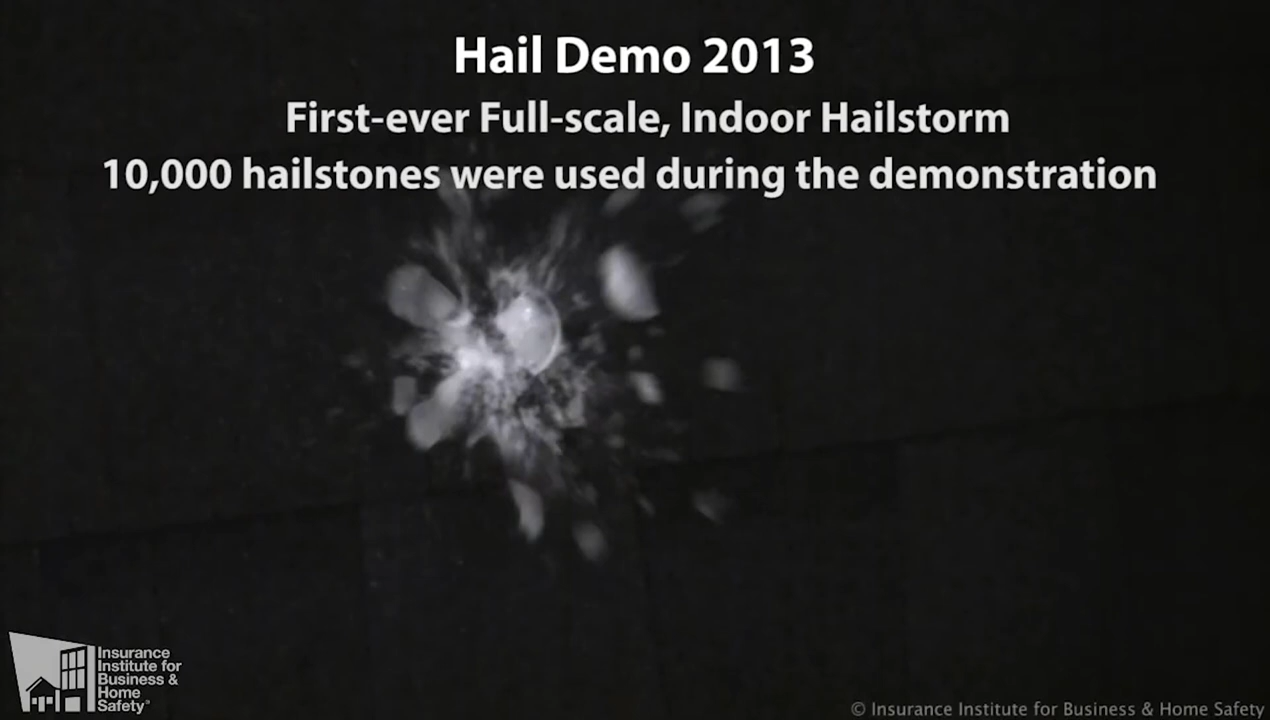 Hail Demo 2013
First-ever Full-scale, Indoor Hailstorm
10,000 hailstones were used during the demonstration
Insurance
Institute for
Business &
Home
Safety®
© Insurance Institute for Business & Home Safety